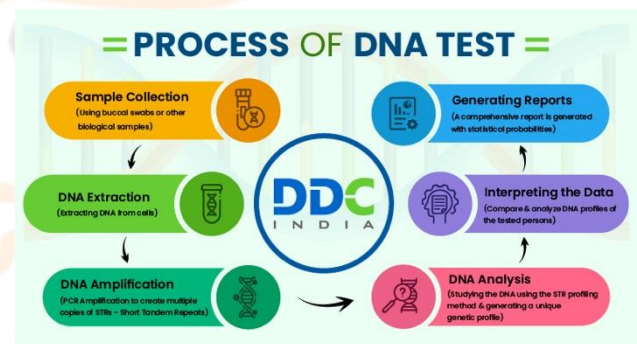 = PROCESS OF DNA TEST =
Sample Collection
(Using buccal swabs or other
biological samples)
DNA Extraction
(Extracting DNA from cells)
DNA Amplification
(PCR Amplification to create multiple
copies of STRs – Short Tandem Repeats)
DNA Analysis
(Studying the DNA using the STR profiling
method & generating a unique
genetic profile)
Interpreting the Data
(Compare & analyze DNA profiles of
the tested persons)
Generating Reports
(A comprehensive report is generated
with statistical probabilities)
DDC
INDIA